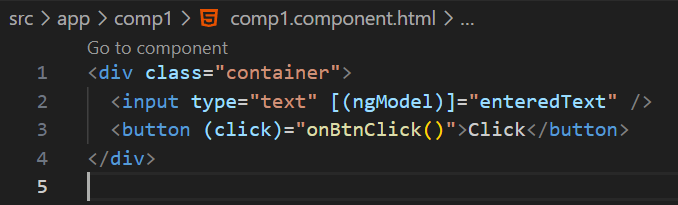 src > app > comp1 > comp1.component.html > ...
Go to component
1 <div class="container">
2 <input type="text" [(ngModel)]="enteredText" />
3 <button (click)="onBtnClick()">Click</button>
4 </div>
5